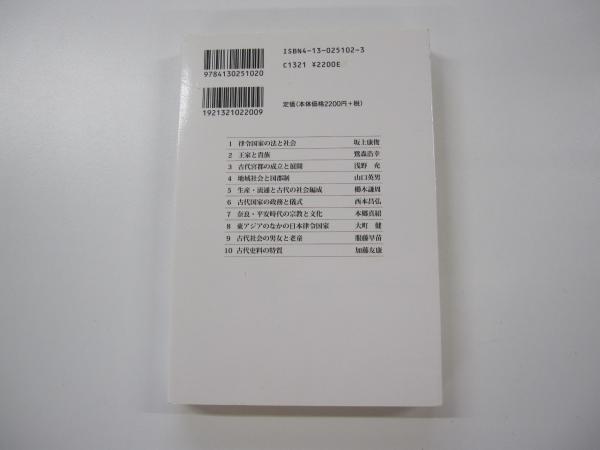 ISBN4-13-025102-3
C1321 ¥2200E
9784130251020
定価(本体価格2200円+税)
1921321022009
1 律令国家の法と社会 坂上康俊
2 王家と貴族 鷺森浩幸
3 古代宮都の成立と展開 浅野 充
4 地域社会と国郡制 山口英男
5 生産・流通と古代の社会編成 櫛木謙周
6 古代国家の政務と儀式 西本昌弘
7 奈良・平安時代の宗教と文化 本郷真紹
8 東アジアのなかの日本律令国家 大町 健
9 古代社会の男女と老童 服藤早苗
10 古代史料の特質 加藤友康